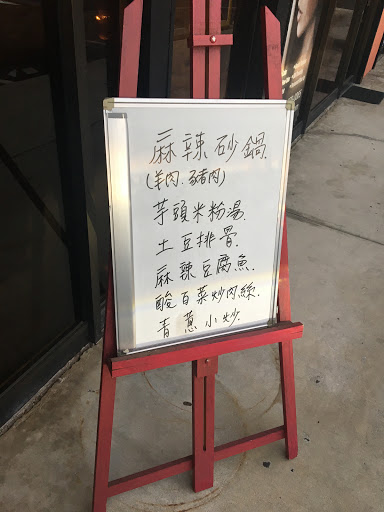 麻辣砂鍋
(羊肉.豬肉)
芋頭米粉湯
土豆排骨
麻辣豆腐魚
酸百菜炒肉絲
青蔥小炒